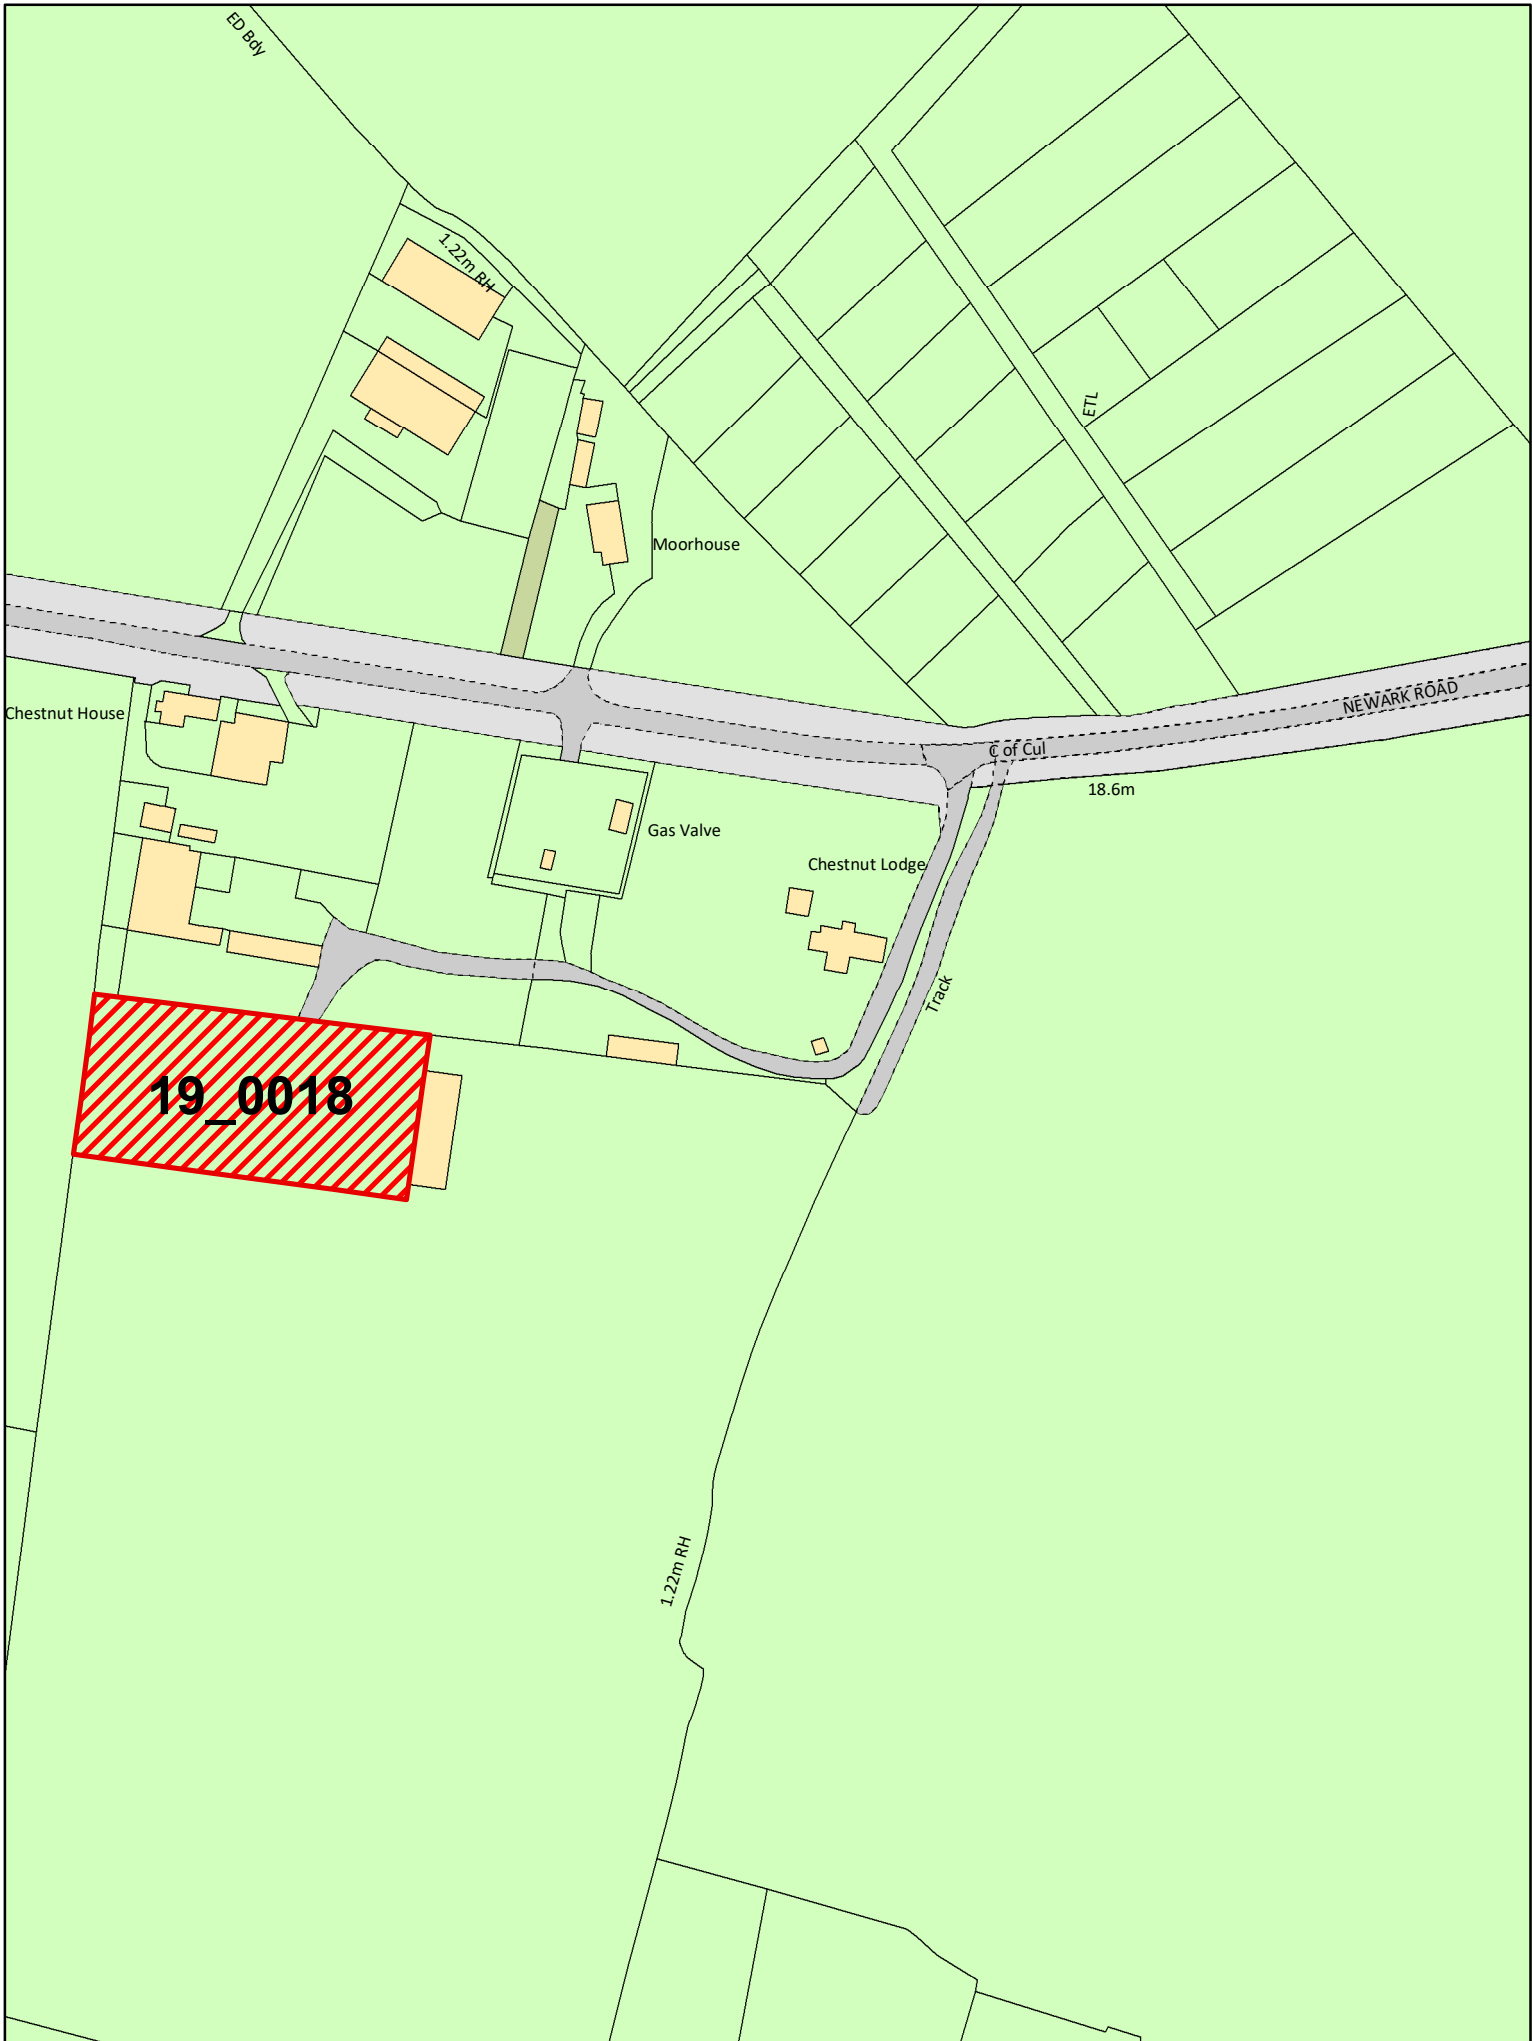 ED Bdy
1.22m RH
ETL
Moorhouse
NEWARK ROAD
Chestnut House
C of Cul
18.6m
Gas Valve
Chestnut Lodge
Track
19_0018
1.22m RH